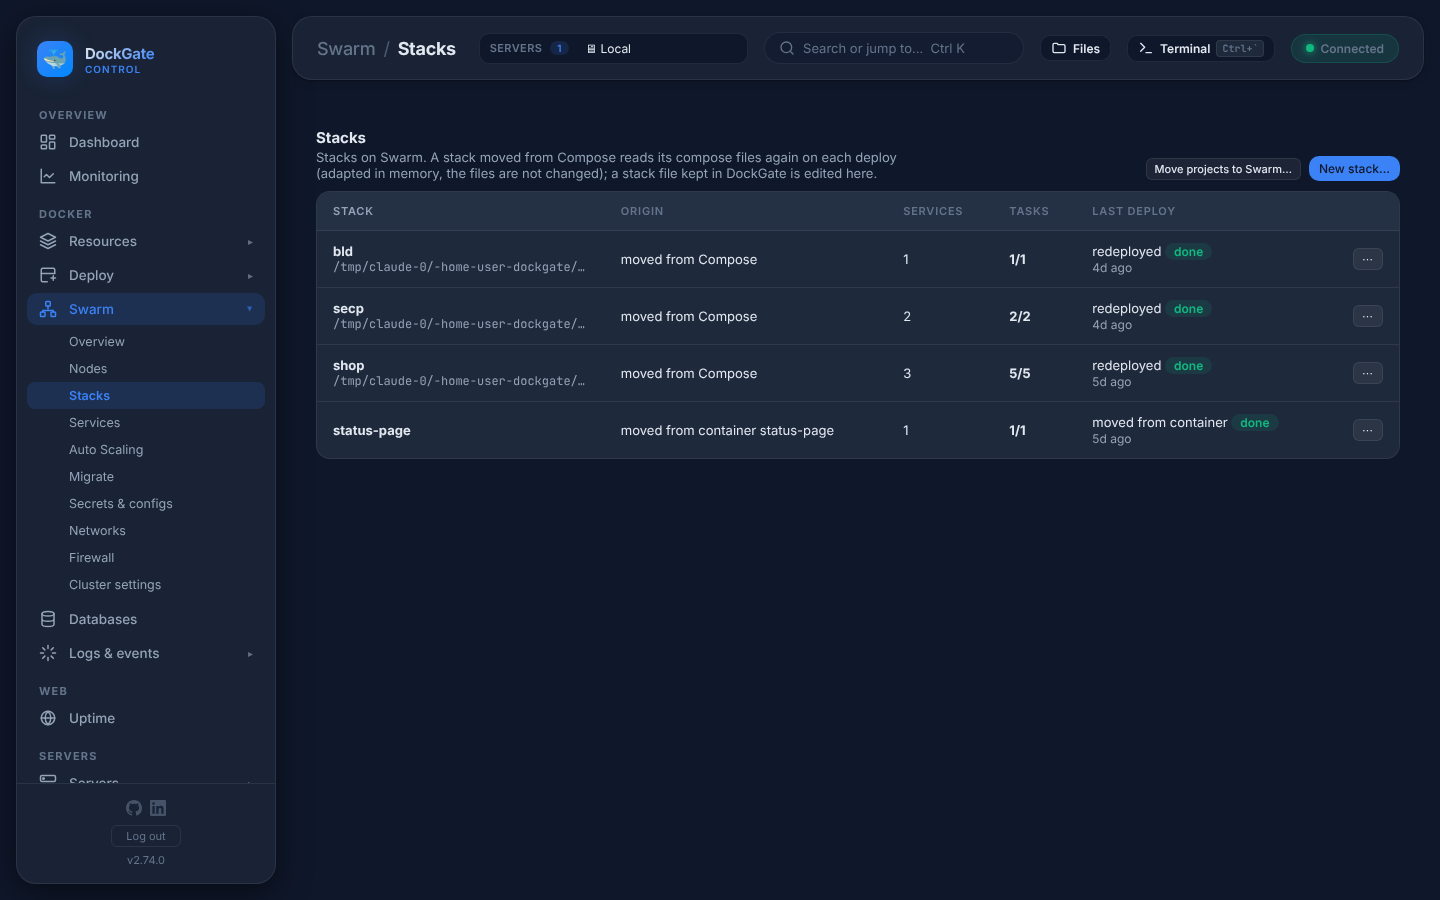 DockGate
CONTROL
OVERVIEW
Dashboard
Monitoring
DOCKER
Resources
Deploy
Swarm
Overview
Nodes
Stacks
Services
Auto Scaling
Migrate
Secrets & configs
Networks
Firewall
Cluster settings
Databases
Logs & events
WEB
Uptime
SERVERS
Servers
Log out
v2.74.0
Swarm / Stacks
SERVERS 1 Local
Search or jump to... Ctrl K
Files
Terminal Ctrl+`
Connected
Stacks
Stacks on Swarm. A stack moved from Compose reads its compose files again on each deploy
(adapted in memory, the files are not changed); a stack file kept in DockGate is edited here.
Move projects to Swarm...
New stack...
STACK ORIGIN SERVICES TASKS LAST DEPLOY
bld
/tmp/claude-0/-home-user-dockgate/…
moved from Compose 1 1/1
redeployed done
4d ago
...
secp
/tmp/claude-0/-home-user-dockgate/…
moved from Compose 2 2/2
redeployed done
4d ago
...
shop
/tmp/claude-0/-home-user-dockgate/…
moved from Compose 3 5/5
redeployed done
5d ago
...
status-page moved from container status-page 1 1/1
moved from container done
5d ago
...